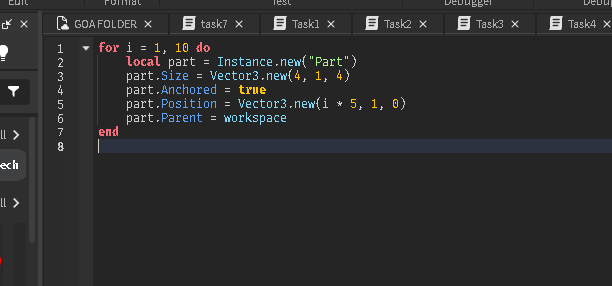 Edit Format Test Debugger
GOA FOLDER task7 Task1 Task2 Task3 Task4
1 for i = 1, 10 do
2 local part = Instance.new("Part")
3 part.Size = Vector3.new(4, 1, 4)
4 part.Anchored = true
5 part.Position = Vector3.new(i * 5, 1, 0)
6 part.Parent = workspace
7 end
8
ll
ech
ll